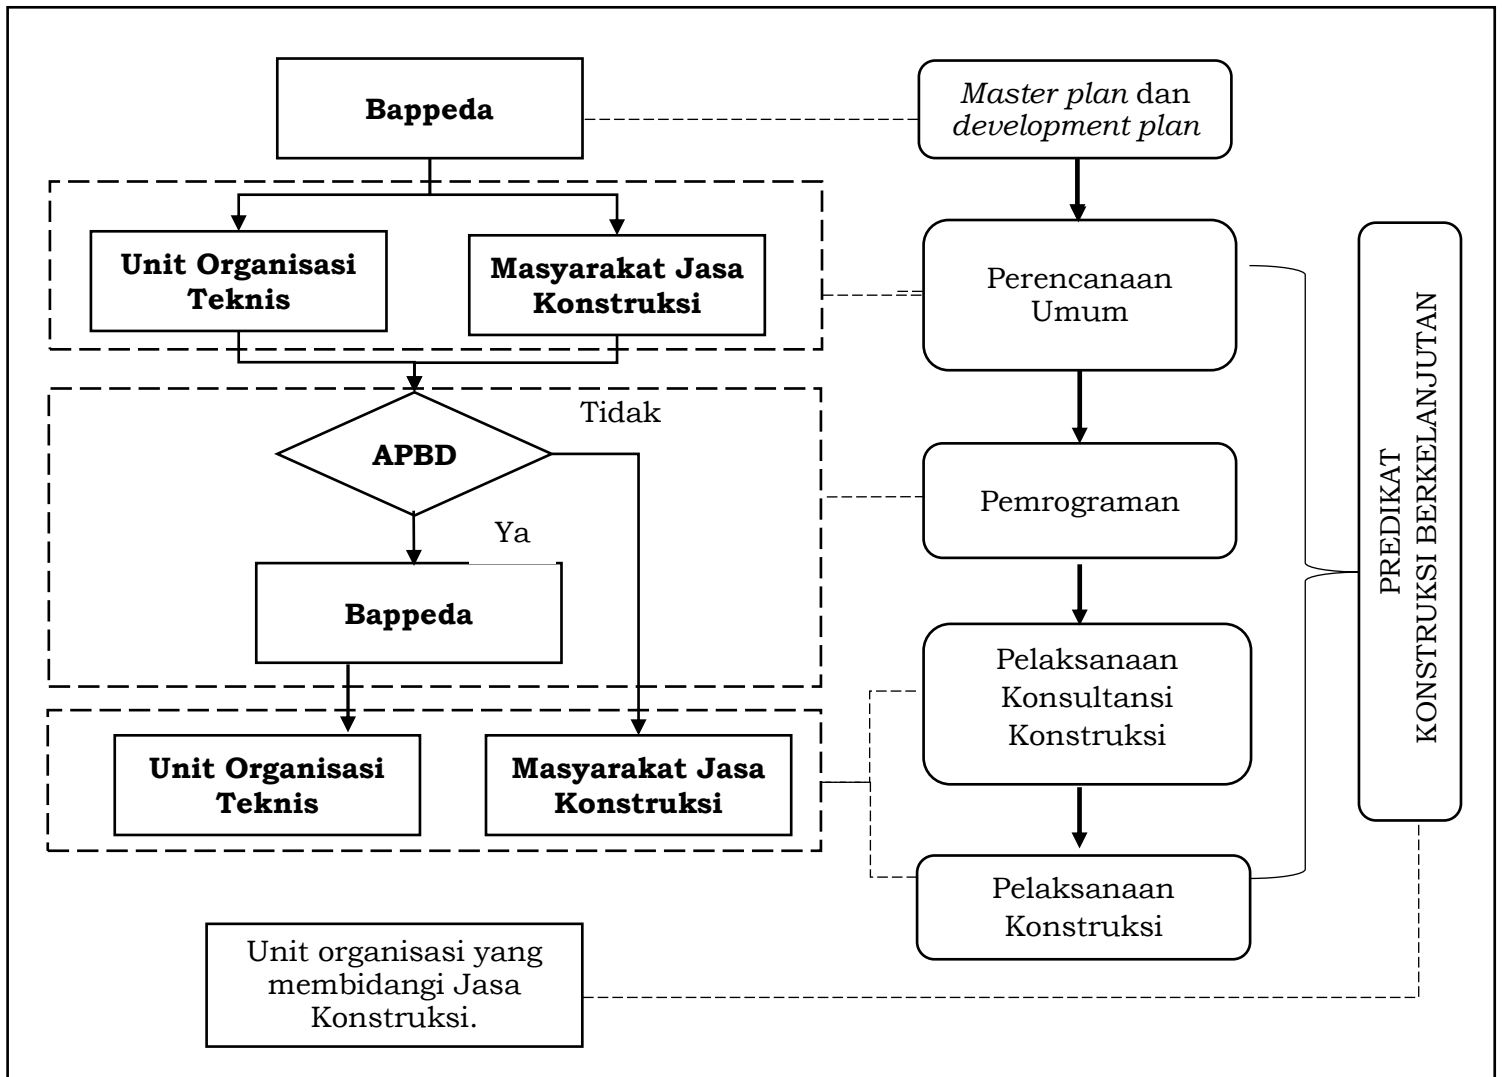 Bappeda
Master plan dan
development plan
Unit Organisasi
Teknis
Masyarakat Jasa
Konstruksi
Perencanaan
Umum
Tidak
APBD
Ya
Pemrograman
Bappeda
Pelaksanaan
Konsultansi
Konstruksi
Unit Organisasi
Teknis
Masyarakat Jasa
Konstruksi
Pelaksanaan
Konstruksi
PREDIKAT
KONSTRUKSI BERKELANJUTAN
Unit organisasi yang
membidangi Jasa
Konstruksi.